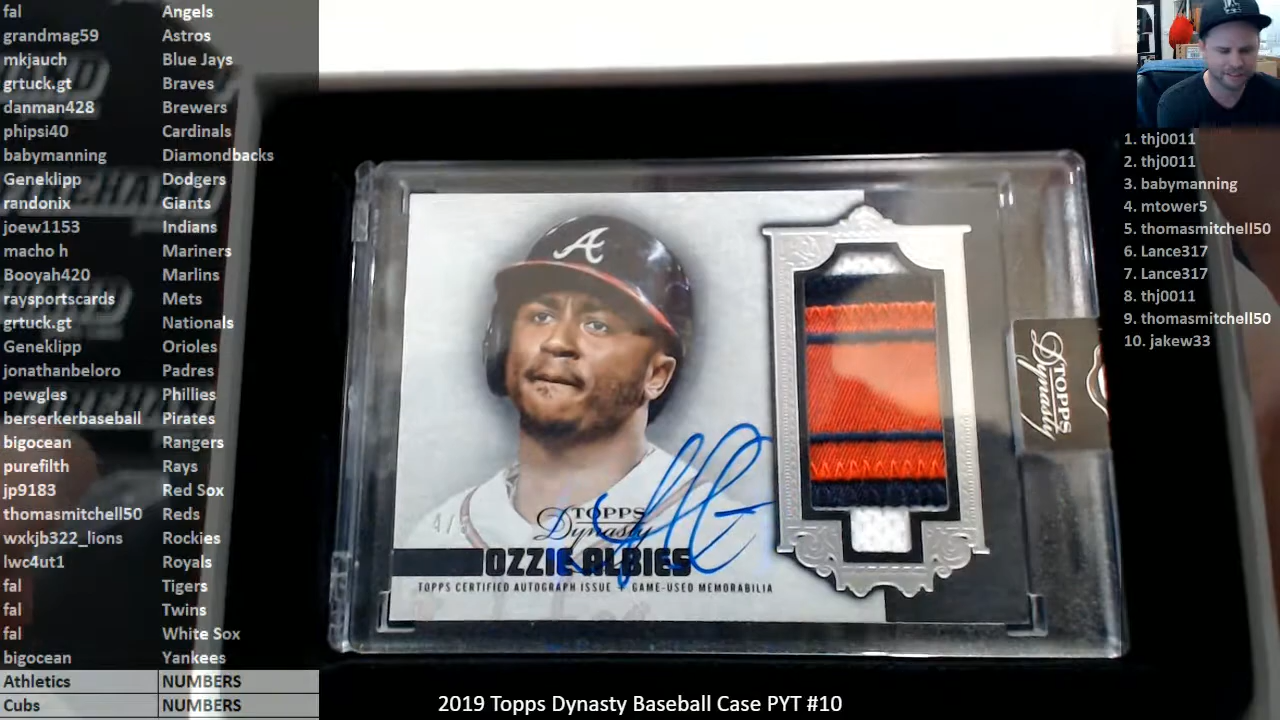 fal Angels
grandmag59 Astros
mkjauch Blue Jays
grtuck.gt Braves
danman428 Brewers
phipsi40 Cardinals
babymanning Diamondbacks
Geneklipp Dodgers
randonix Giants
joew1153 Indians
macho h Mariners
Booyah420 Marlins
raysportscards Mets
grtuck.gt Nationals
Geneklipp Orioles
jonathanbeloro Padres
pewgles Phillies
berserkerbaseball Pirates
bigocean Rangers
purefilth Rays
jp9183 Red Sox
thomasmitchell50 Reds
wxkjb322_lions Rockies
lwc4ut1 Royals
fal Tigers
fal Twins
fal White Sox
bigocean Yankees
Athletics NUMBERS
Cubs NUMBERS
A
TOPPS
Dynasty
OZZIE ALBIES
TOPPS CERTIFIED AUTOGRAPH ISSUE GAME-USED MEMORABILIA
TOPPS
Dynasty
1. thj0011
2. thj0011
3. babymanning
4. mtower5
5. thomasmitchell50
6. Lance317
7. Lance317
8. thj0011
9. thomasmitchell50
10. jakew33
2019 Topps Dynasty Baseball Case PYT #10